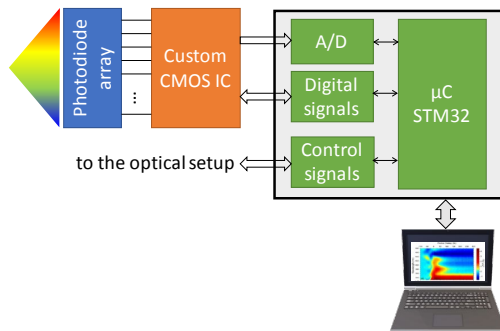 Photodiode
array
...
Custom
CMOS IC
A/D
Digital
signals
Control
signals
µC
STM32
to the optical setup